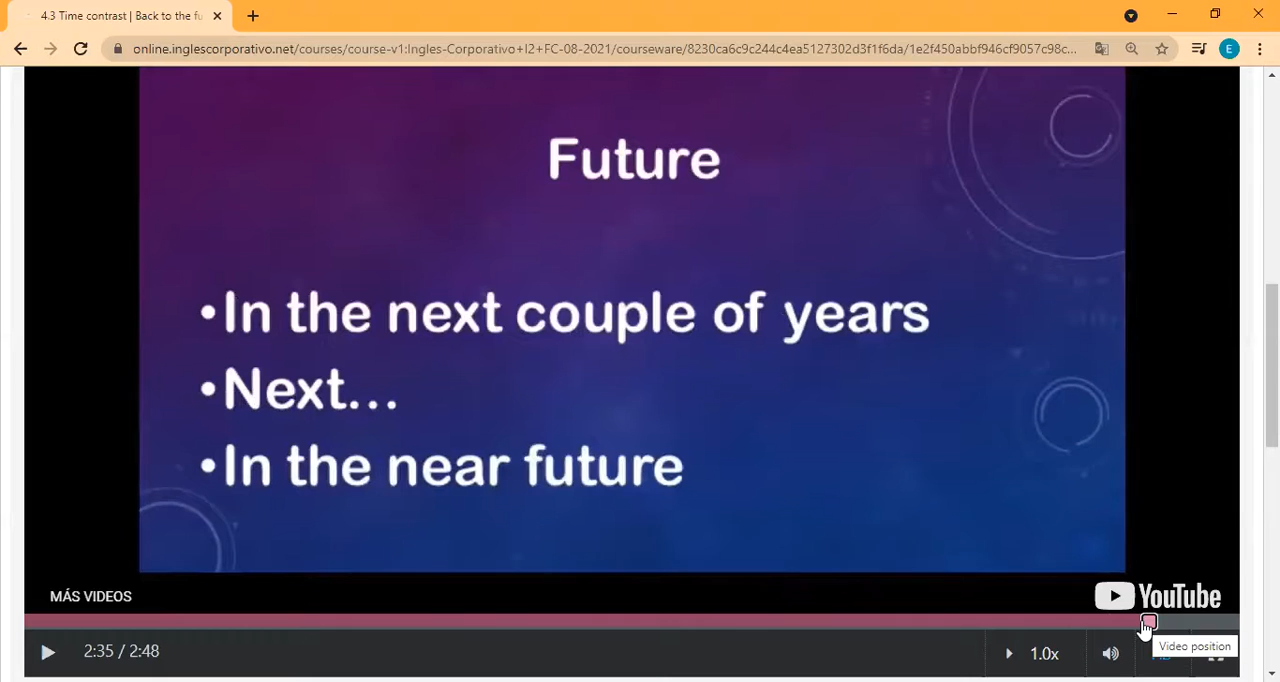 4.3 Time contrast | Back to the fu
online.inglescorporativo.net/courses/course-v1:Ingles-Corporativo+I2+FC-08-2021/courseware/8230ca6c9c244c4ea5127302d3f1f6da/1e2f450abbf946cf9057c98c...
E
Future
•In the next couple of years
•Next...
•In the near future
MÁS VIDEOS
YouTube
2:35 / 2:48
1.0x
Video position